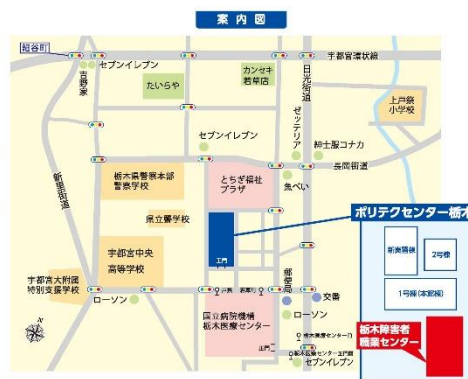 案内図
細谷町
セブンイレブン
宇都宮環状線
吉野家
たいらや
カンセキ
若草店
日光街道
上戸祭
小学校
セブンイレブン
ゼッテリア
紳士服コナカ
長岡街道
新里街道
栃木県警察本部
警察学校
とちぎ福祉
プラザ
魚べい
県立聾学校
ポリテクセンター栃木
宇都宮中央
高等学校
正門
新実習棟
2号棟
1号棟(本館棟)
宇都宮大附属
特別支援学校
ローソン
郵便局
交番
国立病院機構
栃木医療センター
ローソン
栃木障害者
職業センター
正門
セブンイレブン